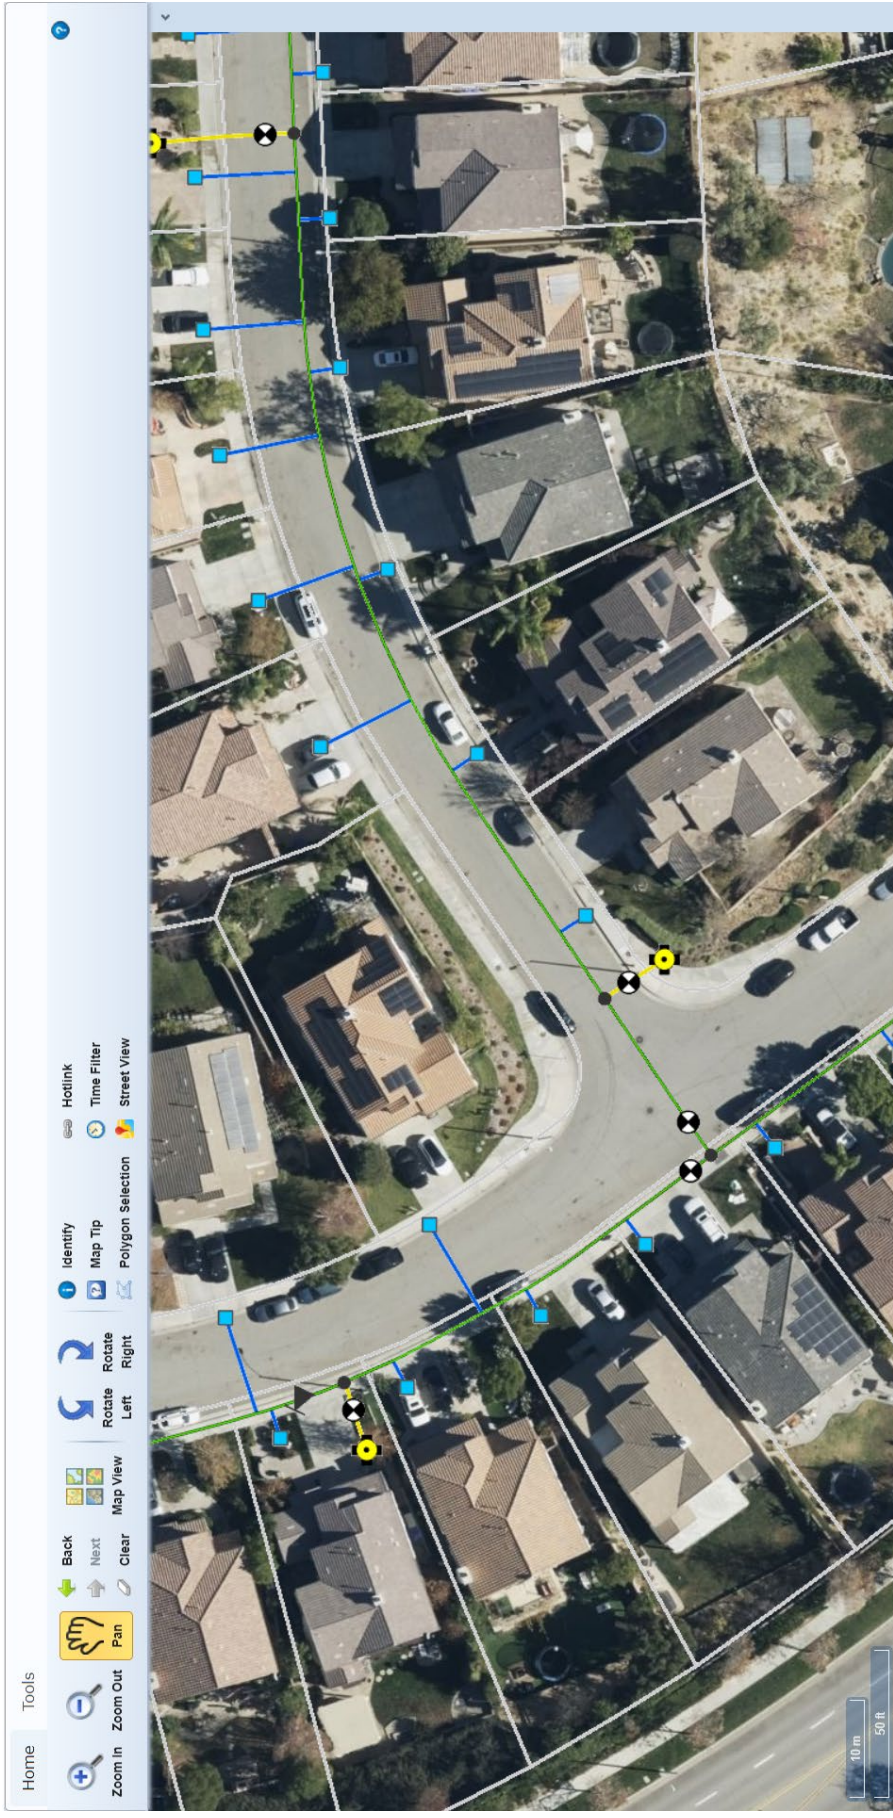 Home Tools
Zoom In
Zoom Out
Pan
Back
Next
Clear
Map View
Rotate Left
Rotate Right
Identify
Map Tip
Polygon Selection
Hotlink
Time Filter
Street View
10 m
50 ft